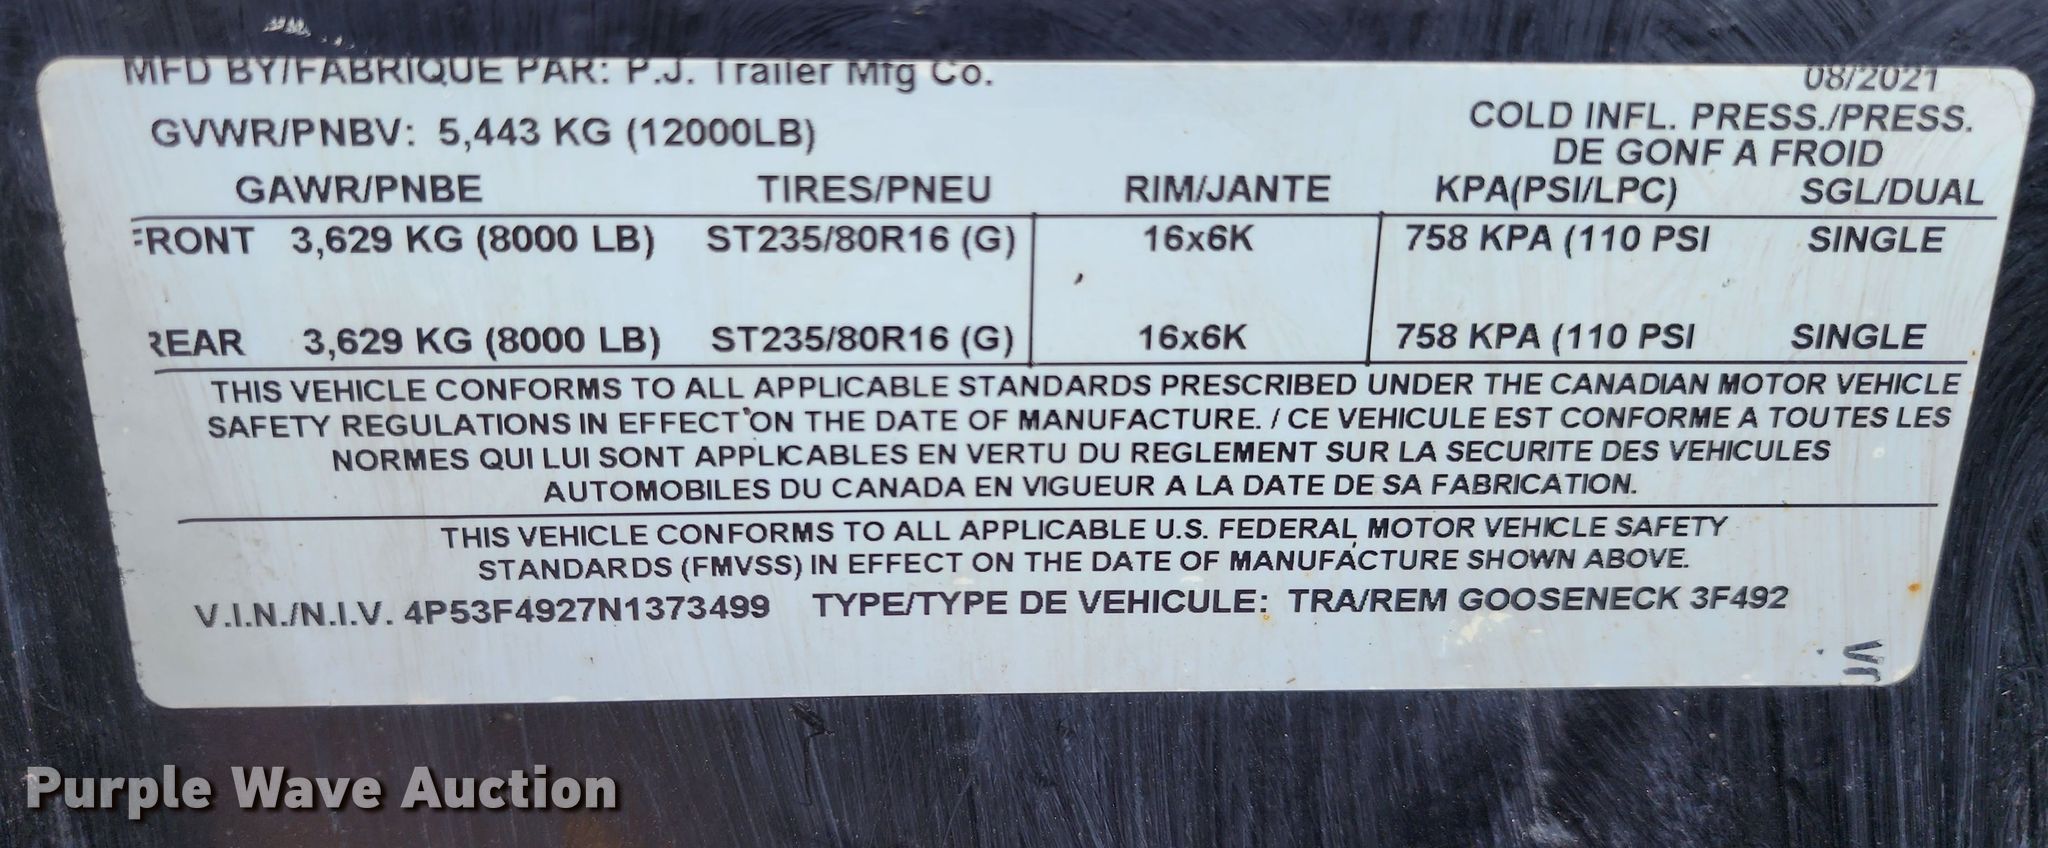 MFD BY/FABRIQUE PAR: P.J. Trailer Mfg Co. 08/2021
GVWR/PNBV: 5,443 KG (12000LB) COLD INFL. PRESS./PRESS.
DE GONF A FROID
GAWR/PNBE TIRES/PNEU RIM/JANTE KPA(PSI/LPC) SGL/DUAL
FRONT 3,629 KG (8000 LB) ST235/80R16 (G) 16x6K 758 KPA (110 PSI SINGLE
REAR 3,629 KG (8000 LB) ST235/80R16 (G) 16x6K 758 KPA (110 PSI SINGLE
THIS VEHICLE CONFORMS TO ALL APPLICABLE STANDARDS PRESCRIBED UNDER THE CANADIAN MOTOR VEHICLE
SAFETY REGULATIONS IN EFFECT ON THE DATE OF MANUFACTURE. / CE VEHICULE EST CONFORME A TOUTES LES
NORMES QUI LUI SONT APPLICABLES EN VERTU DU REGLEMENT SUR LA SECURITE DES VEHICULES
AUTOMOBILES DU CANADA EN VIGUEUR A LA DATE DE SA FABRICATION.
THIS VEHICLE CONFORMS TO ALL APPLICABLE U.S. FEDERAL MOTOR VEHICLE SAFETY
STANDARDS (FMVSS) IN EFFECT ON THE DATE OF MANUFACTURE SHOWN ABOVE.
V.I.N./N.I.V. 4P53F4927N1373499 TYPE/TYPE DE VEHICULE: TRA/REM GOOSENECK 3F492
Purple Wave Auction